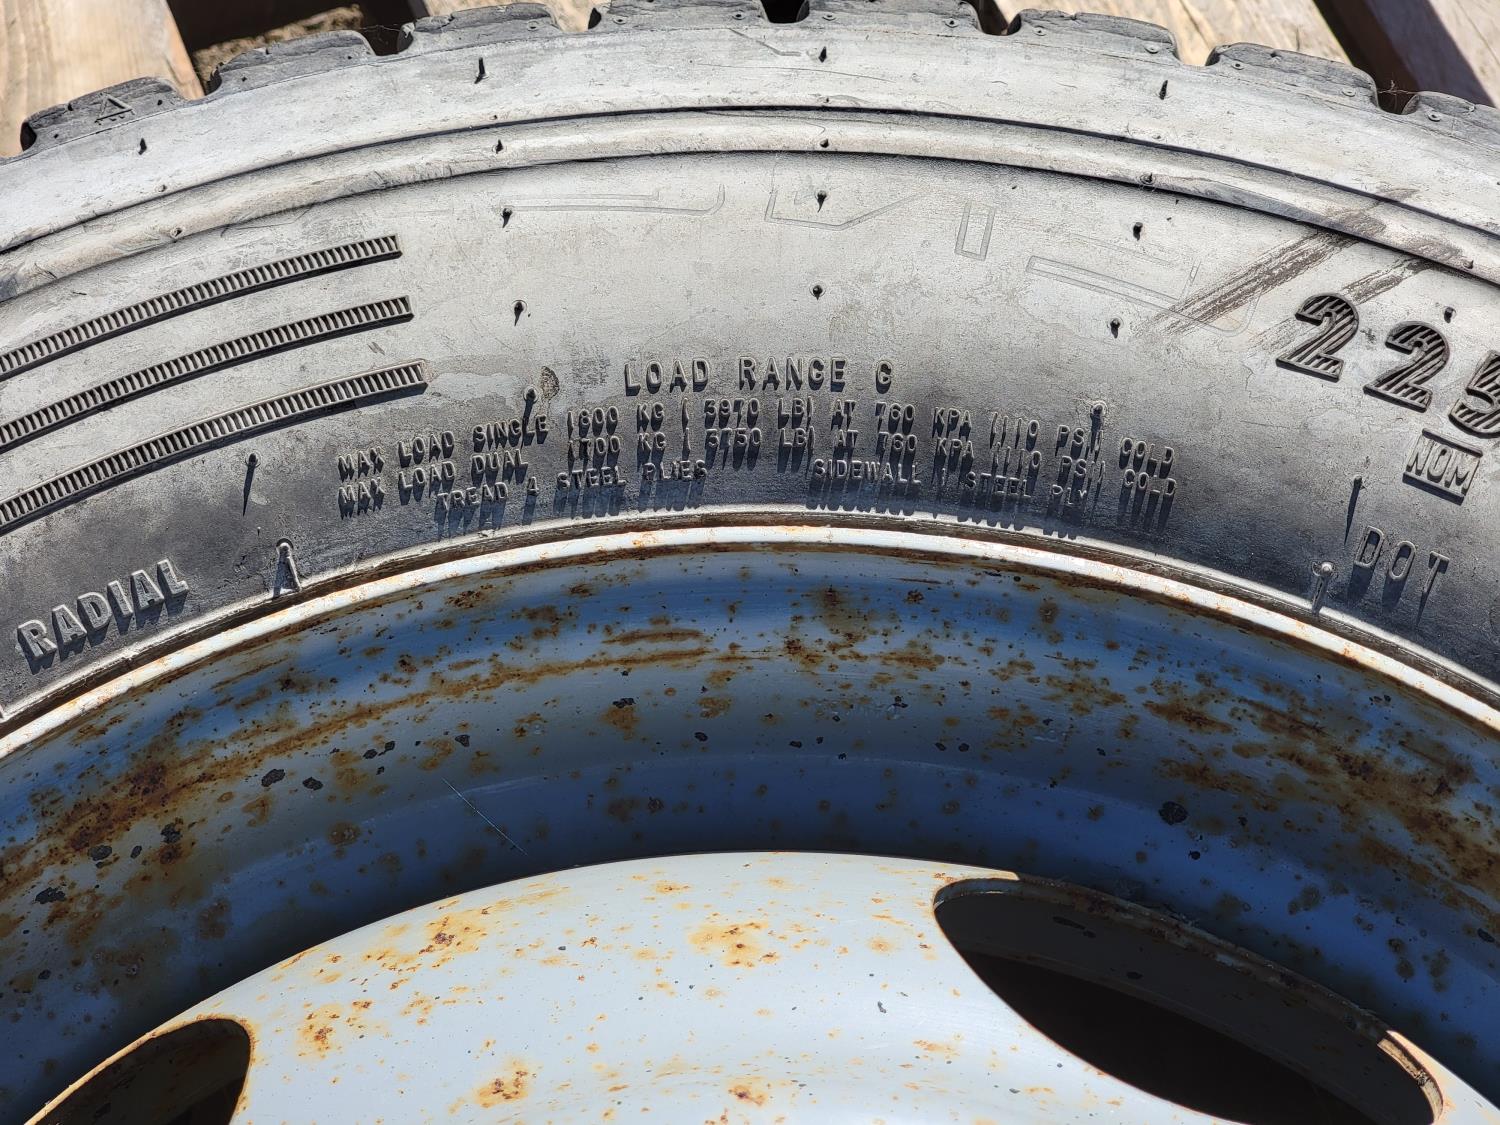 LOAD RANGE G
MAX LOAD SINGLE 1800 KG ( 3970 LB) AT 760 KPA (110 PSI) COLD
MAX LOAD DUAL 1700 KG ( 3750 LB) AT 760 KPA (110 PSI) COLD
TREAD 4 STEEL PLIES SIDEWALL 1 STEEL PLY
RADIAL
225
NOM
DOT